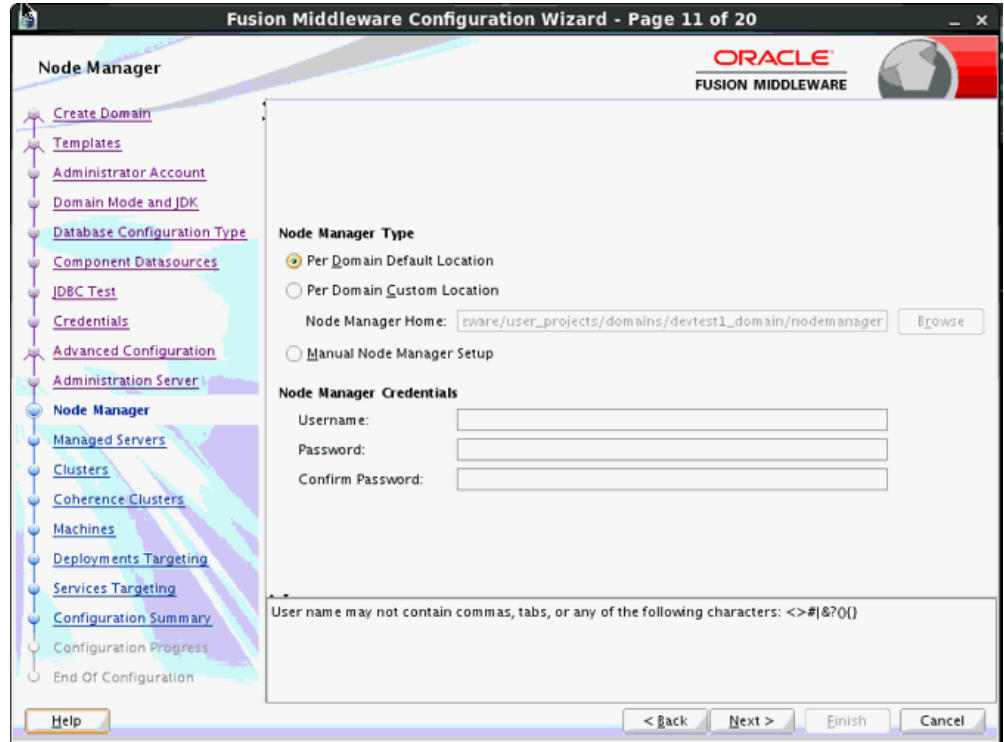 Fusion Middleware Configuration Wizard - Page 11 of 20
Node Manager
ORACLE
FUSION MIDDLEWARE
Create Domain
Templates
Administrator Account
Domain Mode and JDK
Database Configuration Type
Component Datasources
JDBC Test
Credentials
Advanced Configuration
Administration Server
Node Manager
Managed Servers
Clusters
Coherence Clusters
Machines
Deployments Targeting
Services Targeting
Configuration Summary
Configuration Progress
End Of Configuration
Node Manager Type
Per Domain Default Location
Per Domain Custom Location
Node Manager Home: zware/user_projects/domains/devtest1_domain/nodemanager Browse
Manual Node Manager Setup
Node Manager Credentials
Username:
Password:
Confirm Password:
User name may not contain commas, tabs, or any of the following characters: <>#|&?(){}
Help < Back Next > Finish Cancel